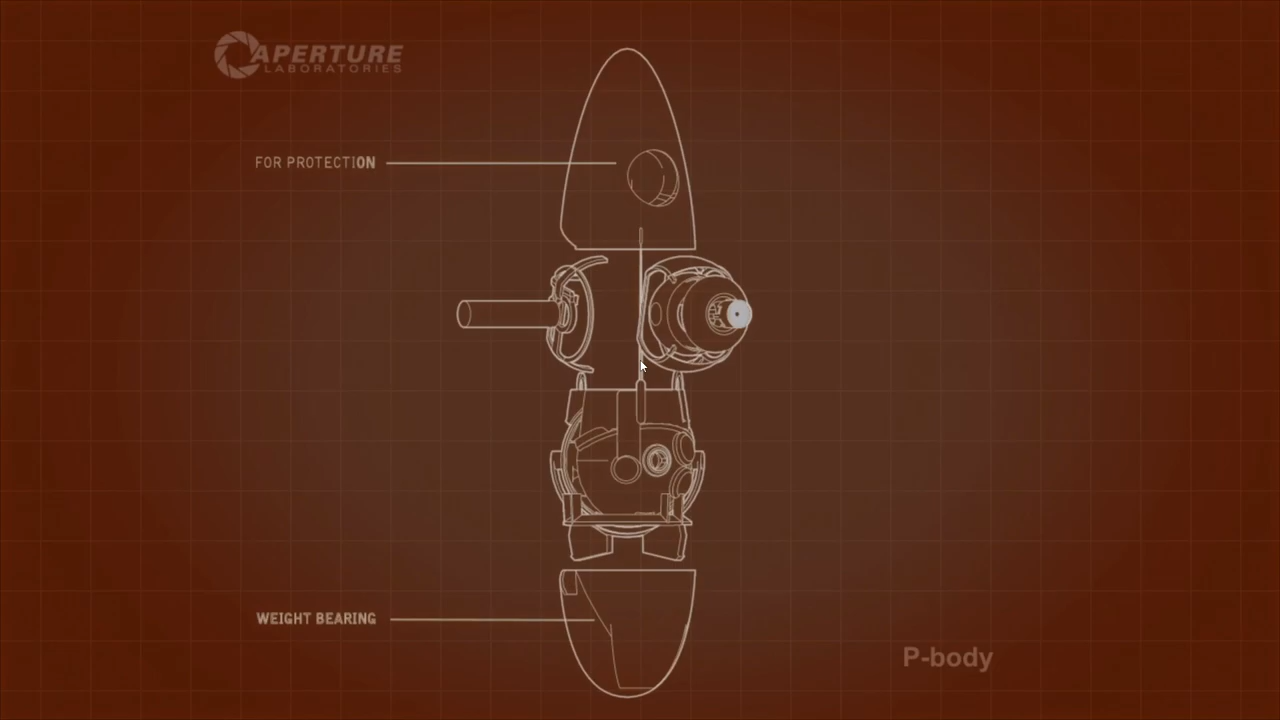 APERTURE
LABORATORIES
FOR PROTECTION
WEIGHT BEARING
P-body